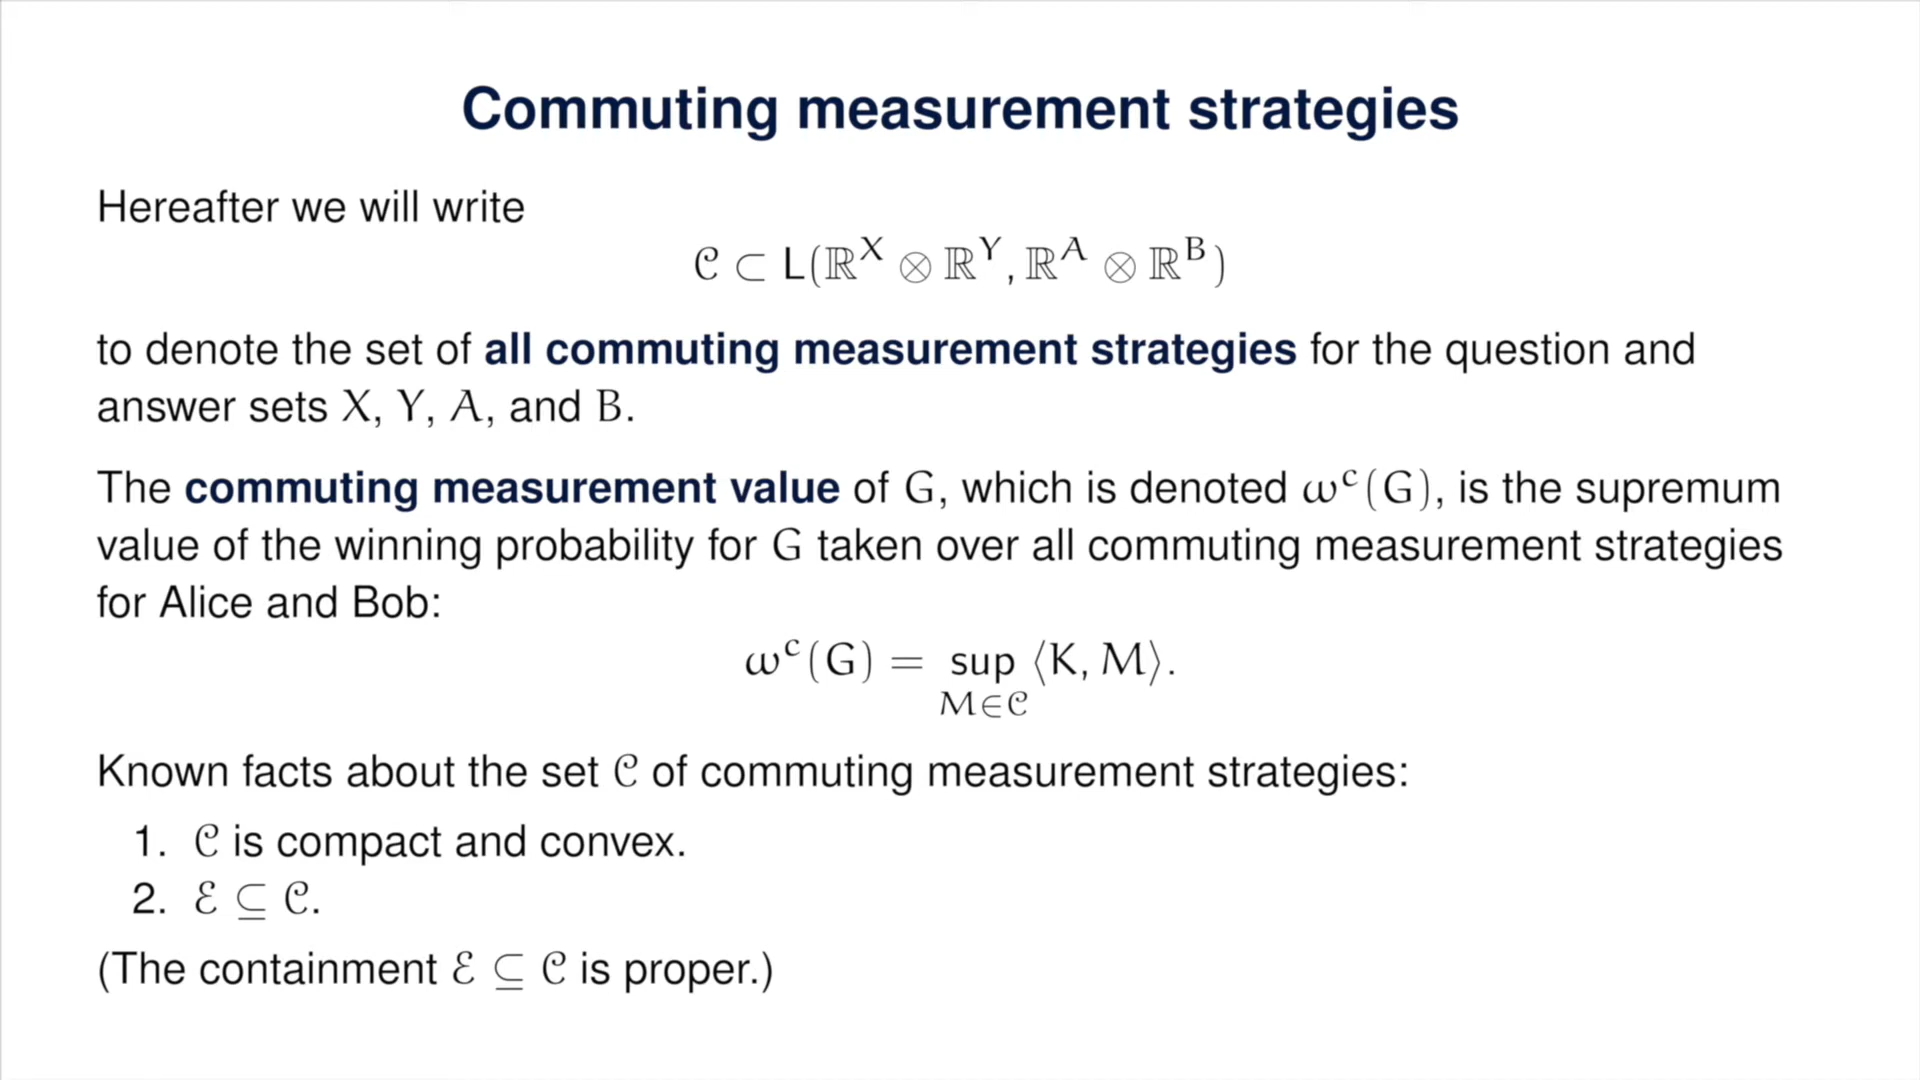 Commuting measurement strategies
Hereafter we will write
𝒞 ⊂ L(ℝ^X ⊗ ℝ^Y, ℝ^A ⊗ ℝ^B)
to denote the set of all commuting measurement strategies for the question and
answer sets X, Y, A, and B.
The commuting measurement value of G, which is denoted ω^c(G), is the supremum
value of the winning probability for G taken over all commuting measurement strategies
for Alice and Bob:
ω^c(G) = sup_{M∈𝒞} ⟨K, M⟩.
Known facts about the set 𝒞 of commuting measurement strategies:
1. 𝒞 is compact and convex.
2. ℰ ⊆ 𝒞.
(The containment ℰ ⊆ 𝒞 is proper.)